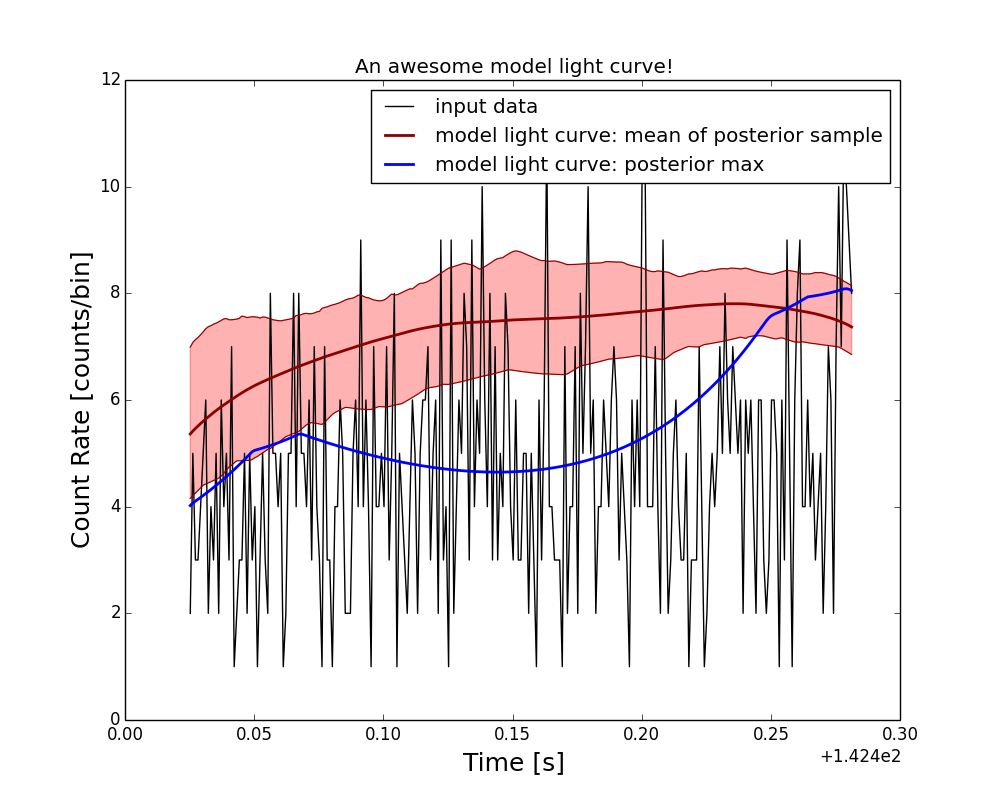 An awesome model light curve!
input data
model light curve: mean of posterior sample
model light curve: posterior max
Count Rate [counts/bin]
12
10
8
6
4
2
0
0.00 0.05 0.10 0.15 0.20 0.25 0.30
+1.424e2
Time [s]